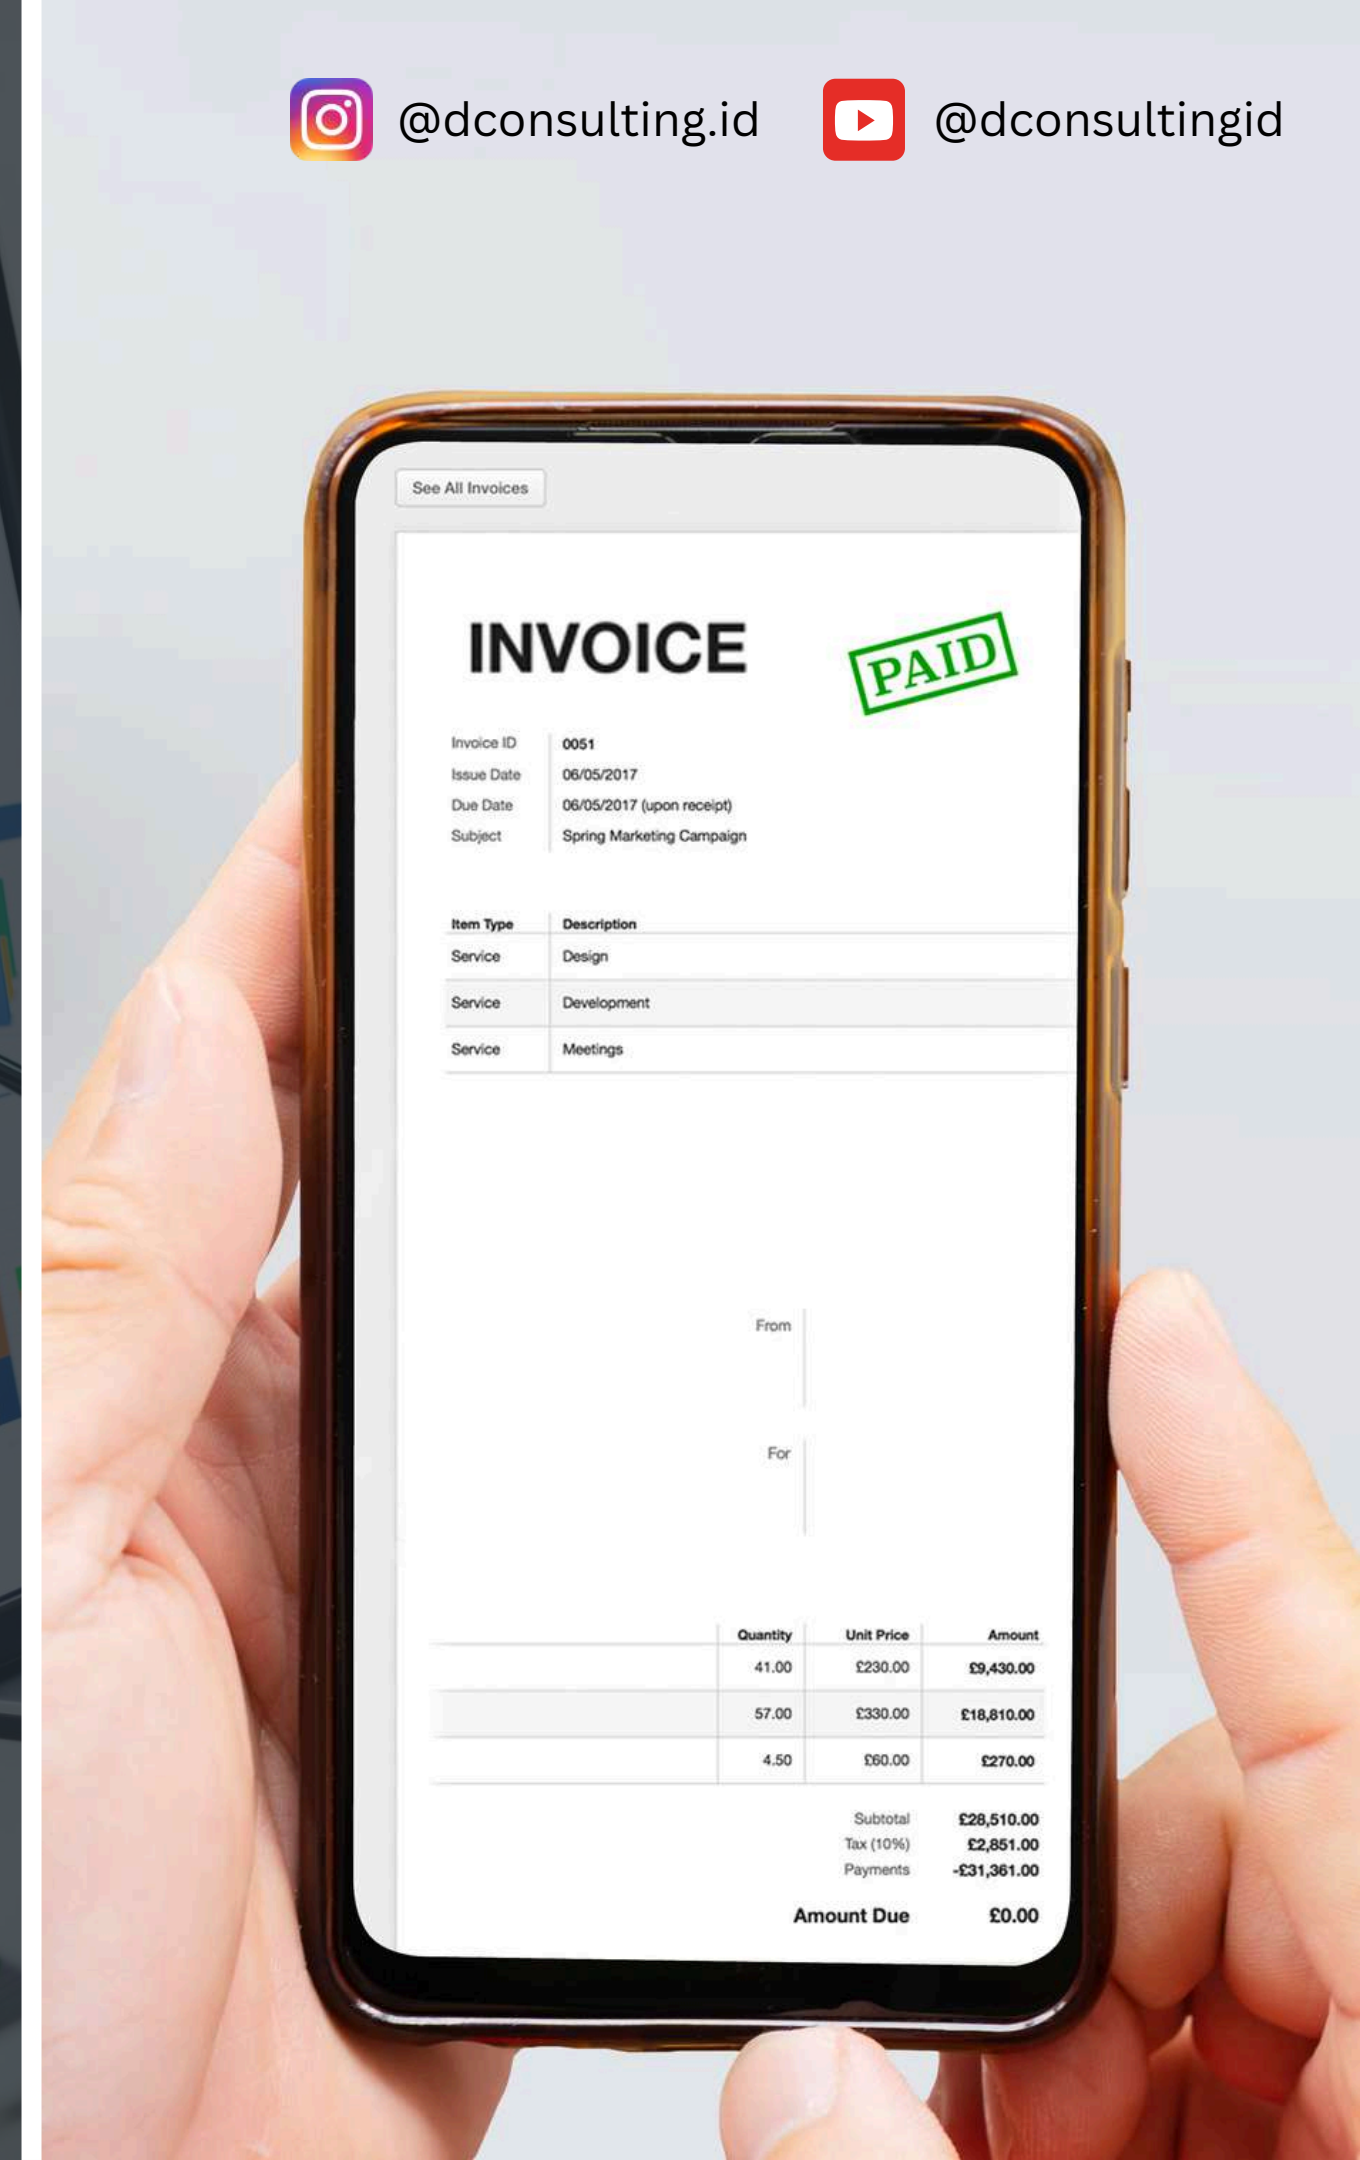 @dconsulting.id @dconsultingid
See All Invoices
INVOICE
PAID
Invoice ID 0051
Issue Date 06/05/2017
Due Date 06/05/2017 (upon receipt)
Subject Spring Marketing Campaign
Item Type Description
Service Design
Service Development
Service Meetings
From
For
Quantity Unit Price Amount
41.00 £230.00 £9,430.00
57.00 £330.00 £18,810.00
4.50 £60.00 £270.00
Subtotal £28,510.00
Tax (10%) £2,851.00
Payments -£31,361.00
Amount Due £0.00